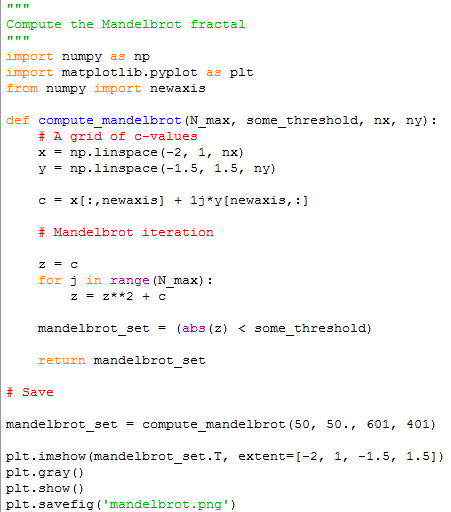 """
Compute the Mandelbrot fractal
"""
import numpy as np
import matplotlib.pyplot as plt
from numpy import newaxis

def compute_mandelbrot(N_max, some_threshold, nx, ny):
    # A grid of c-values
    x = np.linspace(-2, 1, nx)
    y = np.linspace(-1.5, 1.5, ny)

    c = x[:,newaxis] + 1j*y[newaxis,:]

    # Mandelbrot iteration

    z = c
    for j in range(N_max):
        z = z**2 + c

    mandelbrot_set = (abs(z) < some_threshold)

    return mandelbrot_set

# Save

mandelbrot_set = compute_mandelbrot(50, 50., 601, 401)

plt.imshow(mandelbrot_set.T, extent=[-2, 1, -1.5, 1.5])
plt.gray()
plt.show()
plt.savefig('mandelbrot.png')